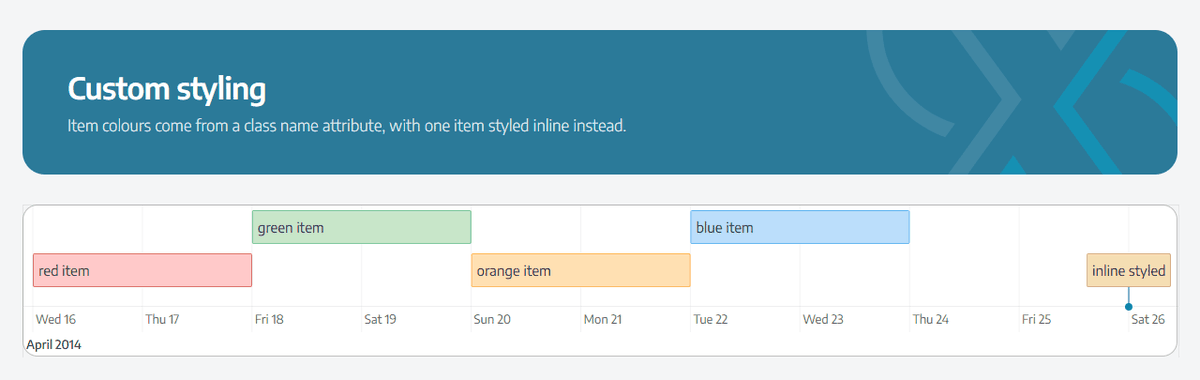 Custom styling
Item colours come from a class name attribute, with one item styled inline instead.
green item
blue item
red item
orange item
inline styled
Wed 16
Thu 17
Fri 18
Sat 19
Sun 20
Mon 21
Tue 22
Wed 23
Thu 24
Fri 25
Sat 26
April 2014